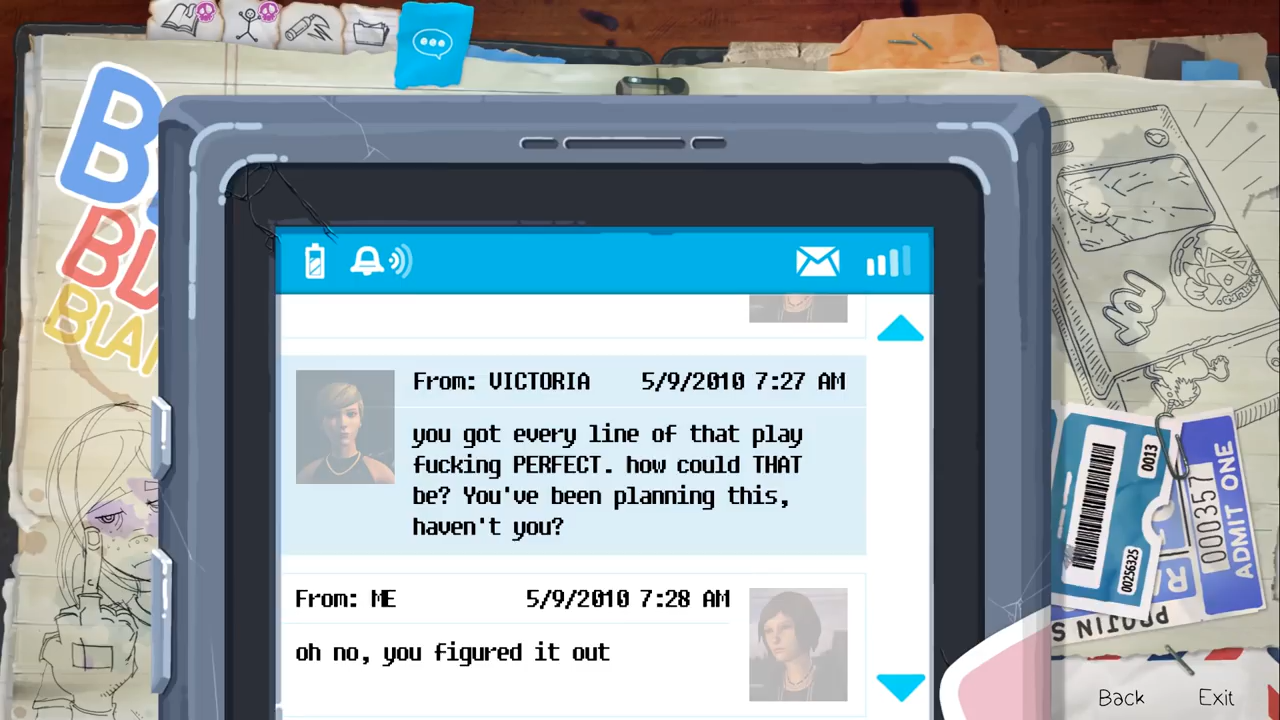 From: VICTORIA 5/9/2010 7:27 AM
you got every line of that play
fucking PERFECT. how could THAT
be? You've been planning this,
haven't you?
From: ME 5/9/2010 7:28 AM
oh no, you figured it out
0013
00256325
000357
ADMIT ONE
Back Exit